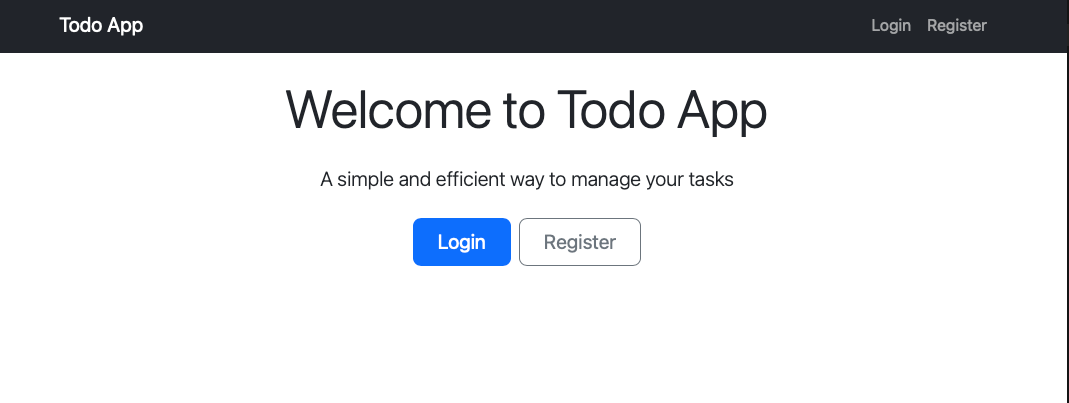 Todo App Login Register
Welcome to Todo App
A simple and efficient way to manage your tasks
Login Register